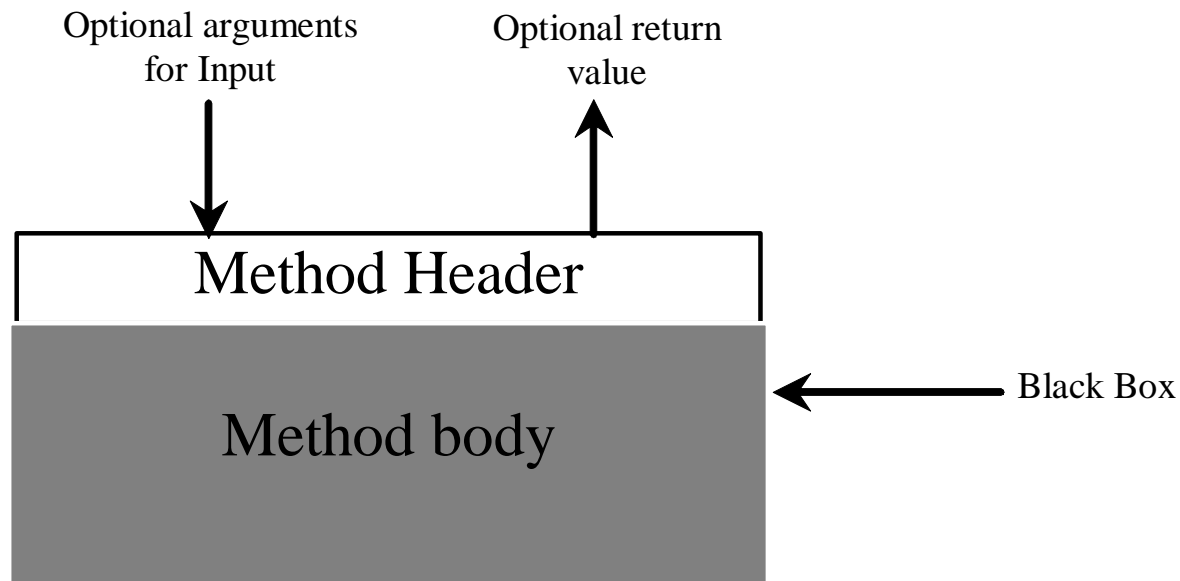 Optional arguments
for Input
Optional return
value
Method Header
Black Box
Method body